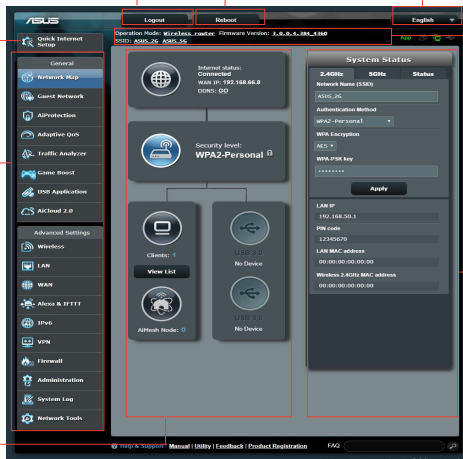 ASUS
Logout
Reboot
English
Quick Internet
Setup
Operation Mode: Wireless router Firmware Version: 3.0.0.4.384_4360
SSID: ASUS_2G ASUS_5G
App
General
Network Map
Guest Network
AiProtection
Adaptive QoS
Traffic Analyzer
Game Boost
USB Application
AiCloud 2.0
Advanced Settings
Wireless
LAN
WAN
Alexa & IFTTT
IPv6
VPN
Firewall
Administration
System Log
Network Tools
Internet status:
Connected
WAN IP: 192.168.66.8
DDNS: GO
Security level:
WPA2-Personal
Clients: 1
View List
AiMesh Node: 0
USB 3.0
No Device
USB 3.0
No Device
System Status
2.4GHz
5GHz
Status
Network Name (SSID)
ASUS_2G
Authentication Method
WPA2-Personal
WPA Encryption
AES
WPA-PSK key
••••••••
Apply
LAN IP
192.168.50.1
PIN code
12345670
LAN MAC address
00:00:00:00:00:00
Wireless 2.4GHz MAC address
00:00:00:00:00:00
Help & Support Manual | Utility | Feedback | Product Registration FAQ